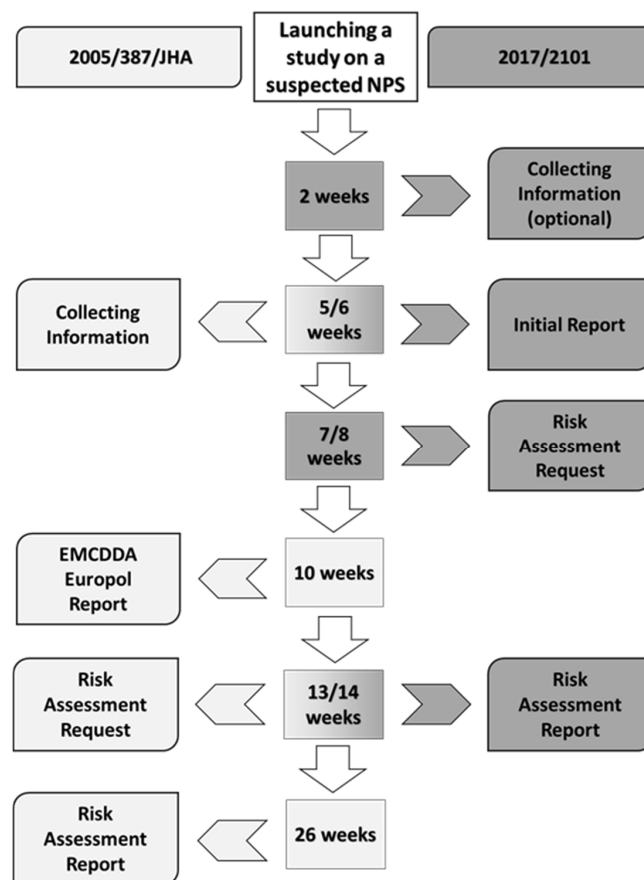 2005/387/JHA
Launching a
study on a
suspected NPS
2017/2101
2 weeks
Collecting
Information
(optional)
Collecting
Information
5/6
weeks
Initial Report
7/8
weeks
Risk
Assessment
Request
EMCDDA
Europol
Report
10 weeks
Risk
Assessment
Request
13/14
weeks
Risk
Assessment
Report
Risk
Assessment
Report
26 weeks